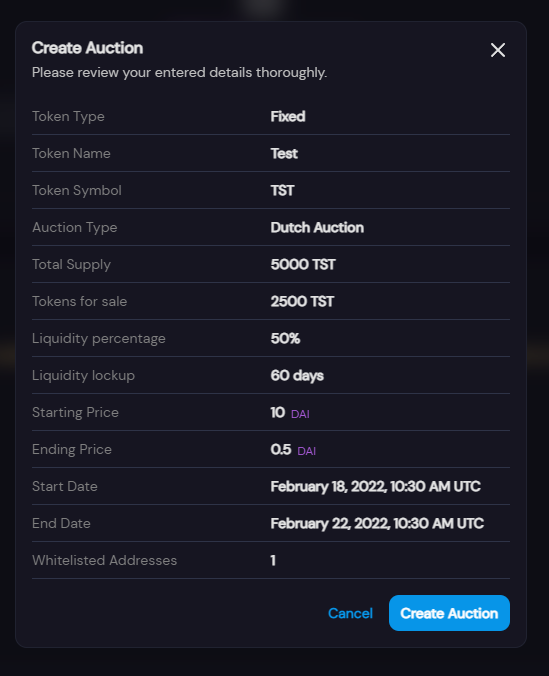 Create Auction
Please review your entered details thoroughly.
Token Type Fixed
Token Name Test
Token Symbol TST
Auction Type Dutch Auction
Total Supply 5000 TST
Tokens for sale 2500 TST
Liquidity percentage 50%
Liquidity lockup 60 days
Starting Price 10 DAI
Ending Price 0.5 DAI
Start Date February 18, 2022, 10:30 AM UTC
End Date February 22, 2022, 10:30 AM UTC
Whitelisted Addresses 1
Cancel Create Auction